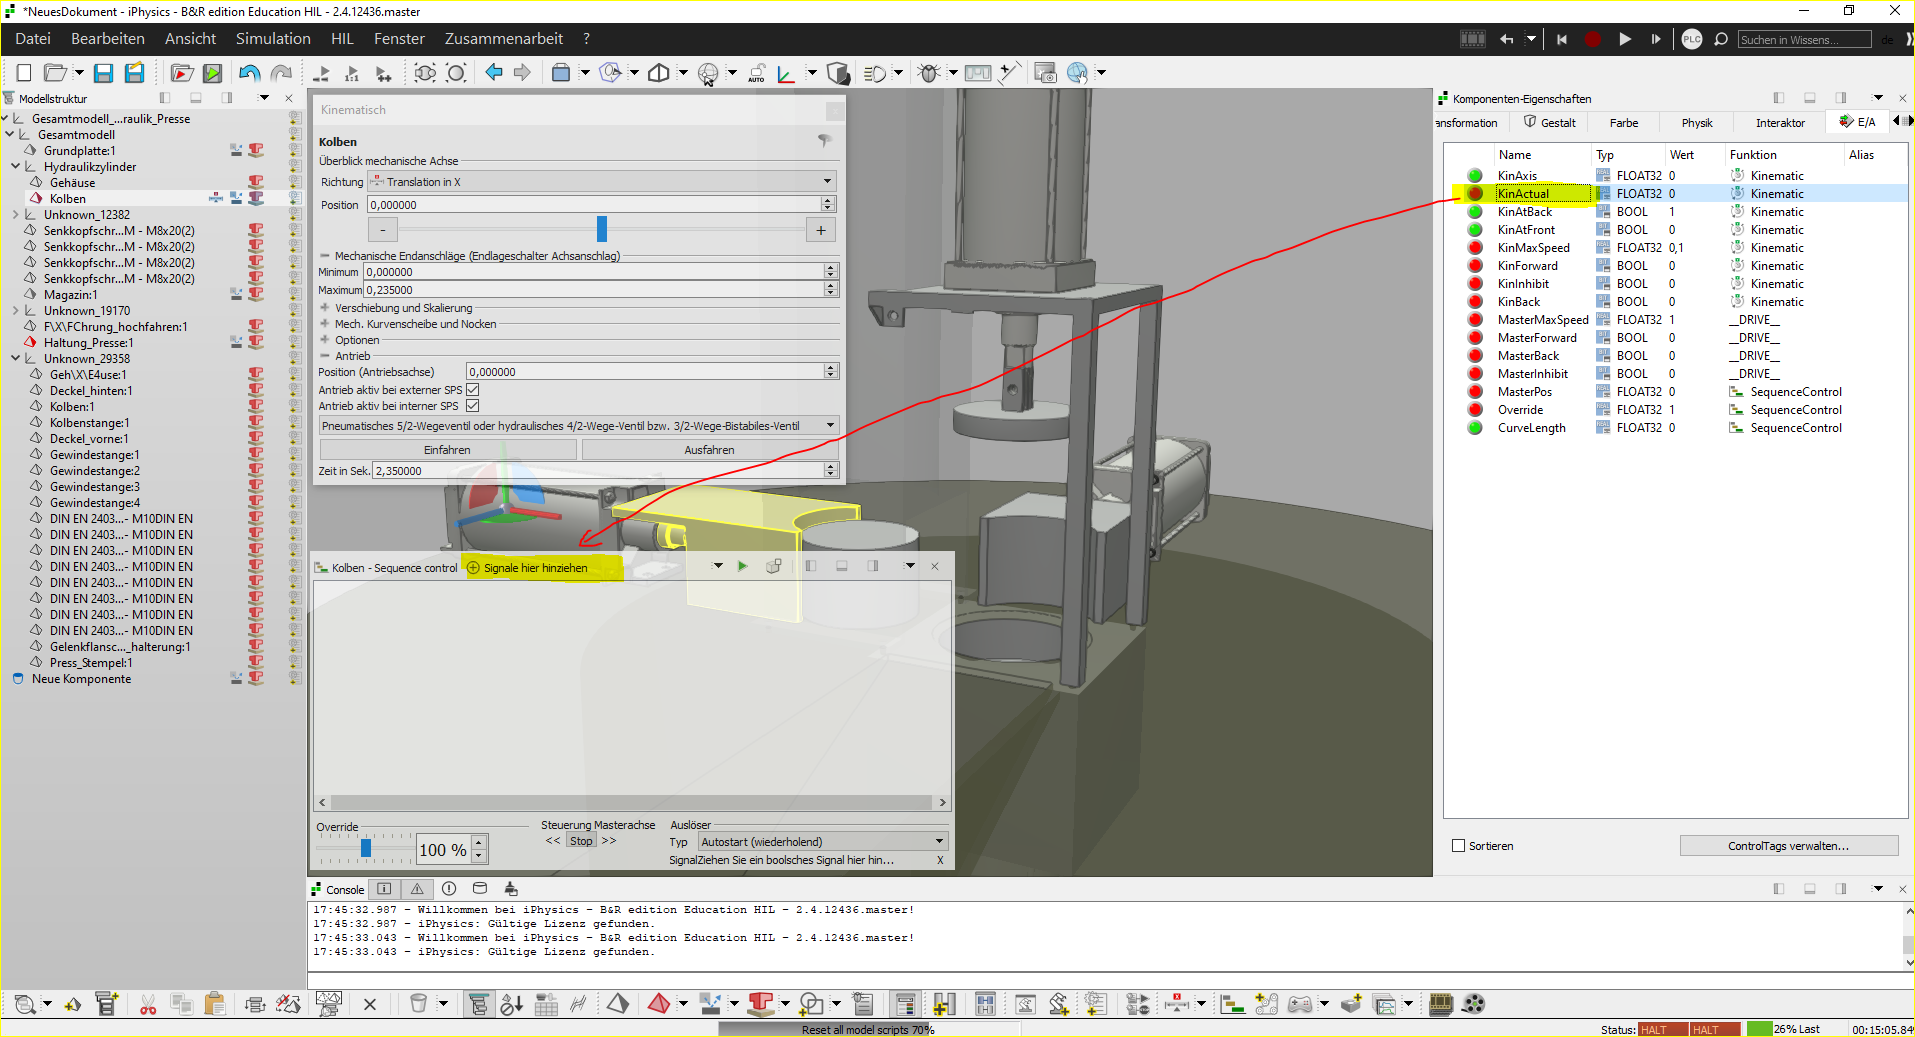 *NeuesDokument - iPhysics - B&R edition Education HIL - 2.4.12436.master
Datei Bearbeiten Ansicht Simulation HIL Fenster Zusammenarbeit ?
PLC Suchen in Wissens... de
1:1 AUTO
Modellstruktur
Gesamtmodell_...raulik_Presse
Gesamtmodell
Grundplatte:1
Hydraulikzylinder
Gehäuse
Kolben
Unknown_12382
Senkkopfschr...M - M8x20(2)
Senkkopfschr...M - M8x20(2)
Senkkopfschr...M - M8x20(2)
Senkkopfschr...M - M8x20(2)
Magazin:1
Unknown_19170
F\X\FChrung_hochfahren:1
Haltung_Presse:1
Unknown_29358
Geh\X\E4use:1
Deckel_hinten:1
Kolben:1
Kolbenstange:1
Deckel_vorne:1
Gewindestange:1
Gewindestange:2
Gewindestange:3
Gewindestange:4
DIN EN 2403...- M10DIN EN
DIN EN 2403...- M10DIN EN
DIN EN 2403...- M10DIN EN
DIN EN 2403...- M10DIN EN
DIN EN 2403...- M10DIN EN
DIN EN 2403...- M10DIN EN
DIN EN 2403...- M10DIN EN
DIN EN 2403...- M10DIN EN
Gelenkflansc..._halterung:1
Press_Stempel:1
Neue Komponente
Kinematisch
Kolben
Überblick mechanische Achse
Richtung Translation in X
Position 0,000000
- +
Mechanische Endanschläge (Endlageschalter Achsanschlag)
Minimum 0,000000
Maximum 0,235000
Verschiebung und Skalierung
Mech. Kurvenscheibe und Nocken
Optionen
Antrieb
Position (Antriebsachse) 0,000000
Antrieb aktiv bei externer SPS
Antrieb aktiv bei interner SPS
Pneumatisches 5/2-Wegeventil oder hydraulisches 4/2-Wege-Ventil bzw. 3/2-Wege-Bistabiles-Ventil
Einfahren Ausfahren
Zeit in Sek. 2,350000
Kolben - Sequence control Signale hier hinziehen
Override
100 %
Steuerung Masterachse
<< Stop >>
Auslöser
Typ Autostart (wiederholend)
SignalZiehen Sie ein boolsches Signal hier hin... X
Komponenten-Eigenschaften
ansformation Gestalt Farbe Physik Interaktor E/A
Name Typ Wert Funktion Alias
KinAxis FLOAT32 0 Kinematic
KinActual FLOAT32 0 Kinematic
KinAtBack BOOL 1 Kinematic
KinAtFront BOOL 0 Kinematic
KinMaxSpeed FLOAT32 0,1 Kinematic
KinForward BOOL 0 Kinematic
KinInhibit BOOL 0 Kinematic
KinBack BOOL 0 Kinematic
MasterMaxSpeed FLOAT32 1 __DRIVE__
MasterForward BOOL 0 __DRIVE__
MasterBack BOOL 0 __DRIVE__
MasterInhibit BOOL 0 __DRIVE__
MasterPos FLOAT32 0 SequenceControl
Override FLOAT32 1 SequenceControl
CurveLength FLOAT32 0 SequenceControl
Sortieren ControlTags verwalten...
Console
17:45:32.987 - Willkommen bei iPhysics - B&R edition Education HIL - 2.4.12436.master!
17:45:32.987 - iPhysics: Gültige Lizenz gefunden.
17:45:33.043 - Willkommen bei iPhysics - B&R edition Education HIL - 2.4.12436.master!
17:45:33.043 - iPhysics: Gültige Lizenz gefunden.
Reset all model scripts 70%
Status: HALT HALT 26% Last 00:15:05.84